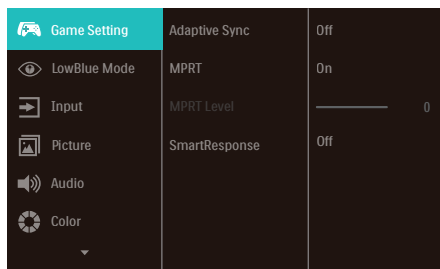 Game Setting Adaptive Sync Off
LowBlue Mode MPRT On
Input MPRT Level 0
Picture SmartResponse Off
Audio
Color